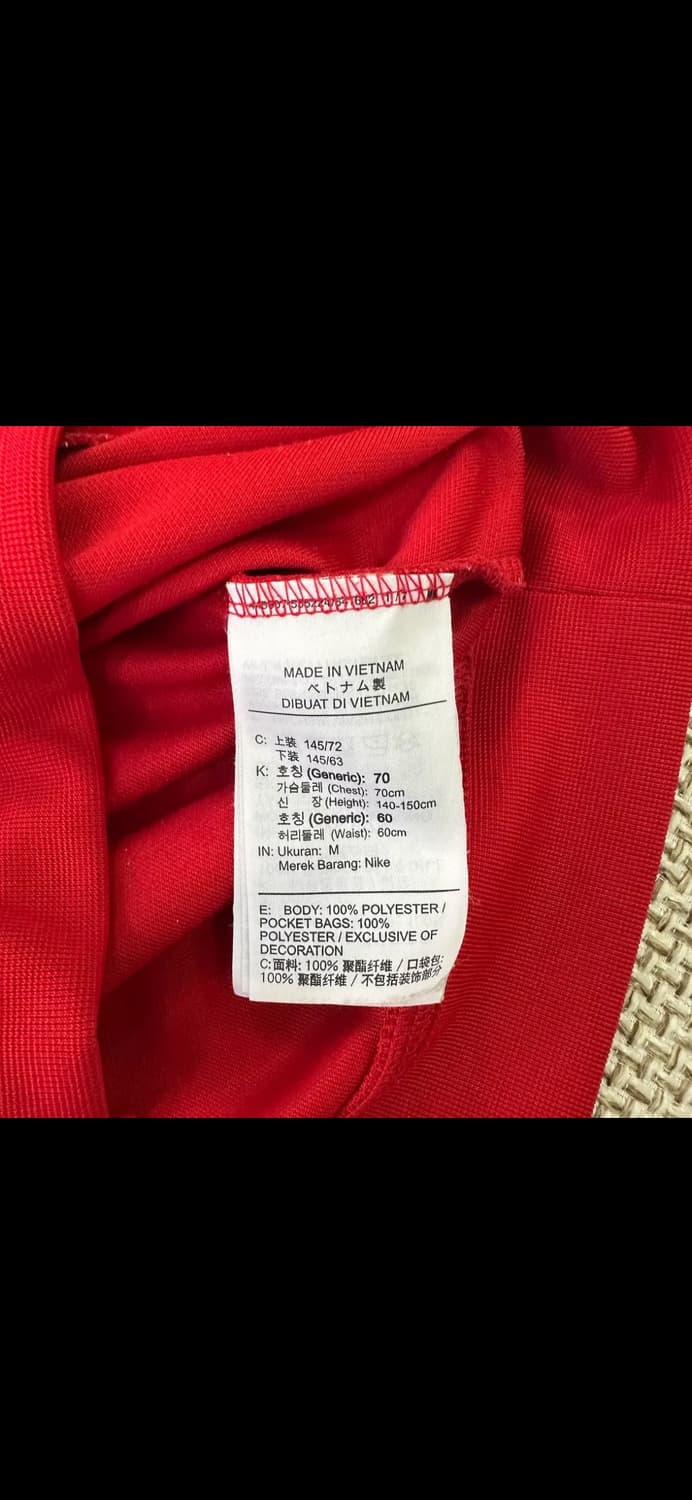 MADE IN VIETNAM
ベトナム製
DIBUAT DI VIETNAM
C: 上装 145/72
下装 145/63
K: 호칭 (Generic): 70
가슴둘레 (Chest): 70cm
신 장 (Height): 140-150cm
호칭 (Generic): 60
허리둘레 (Waist): 60cm
IN: Ukuran: M
Merek Barang: Nike
E: BODY: 100% POLYESTER /
POCKET BAGS: 100%
POLYESTER / EXCLUSIVE OF
DECORATION
C:面料: 100% 聚酯纤维 / 口袋包:
100% 聚酯纤维 / 不包括装饰部分